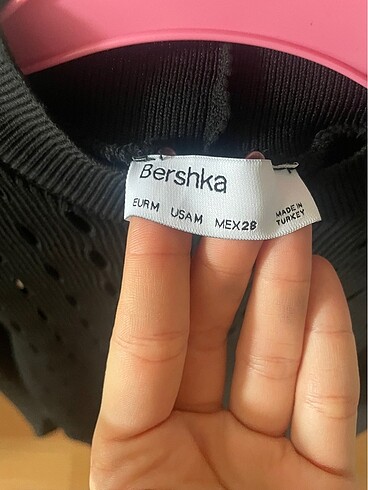 Bershka
EUR M USA M MEX 28
MADE IN
TURKEY